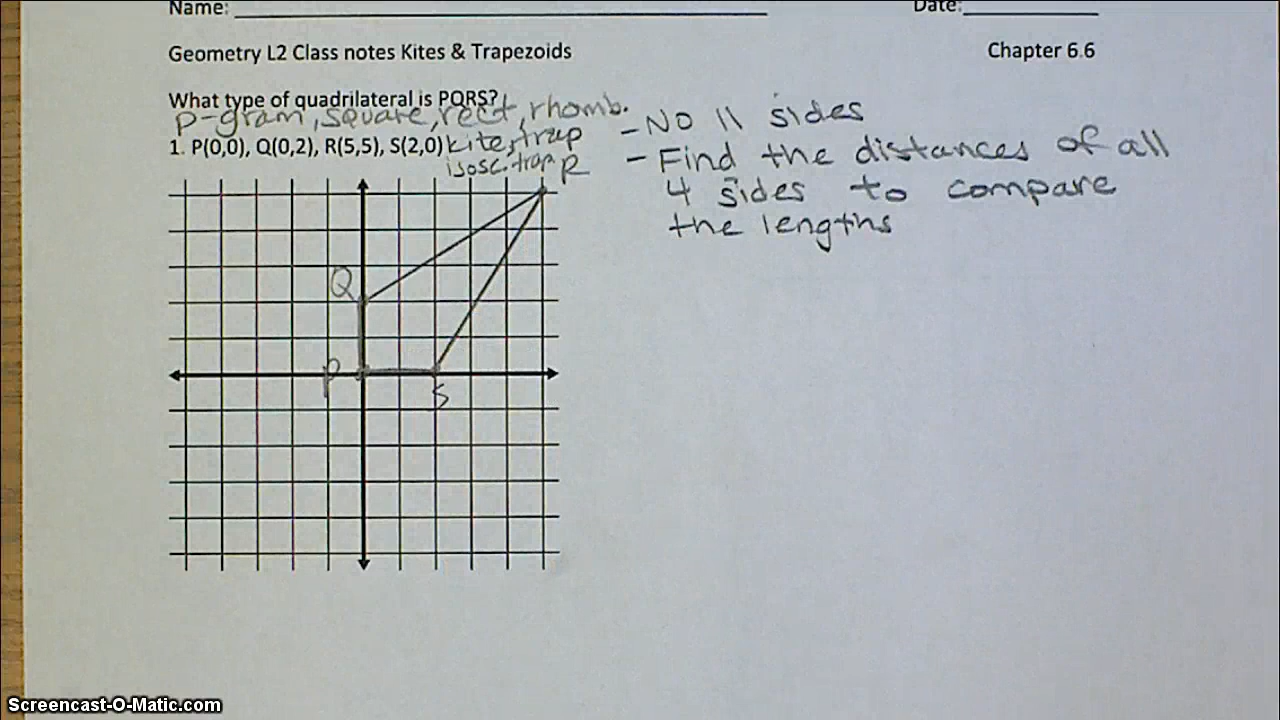 Name: Date:
Geometry L2 Class notes Kites & Trapezoids Chapter 6.6
What type of quadrilateral is PQRS?
p-gram, square, rect, rhomb.
1. P(0,0), Q(0,2), R(5,5), S(2,0) kite, trap
isosc. trap
- No || sides
- Find the distances of all
4 sides to compare
the lengths
R
Q
P
S
Screencast-O-Matic.com